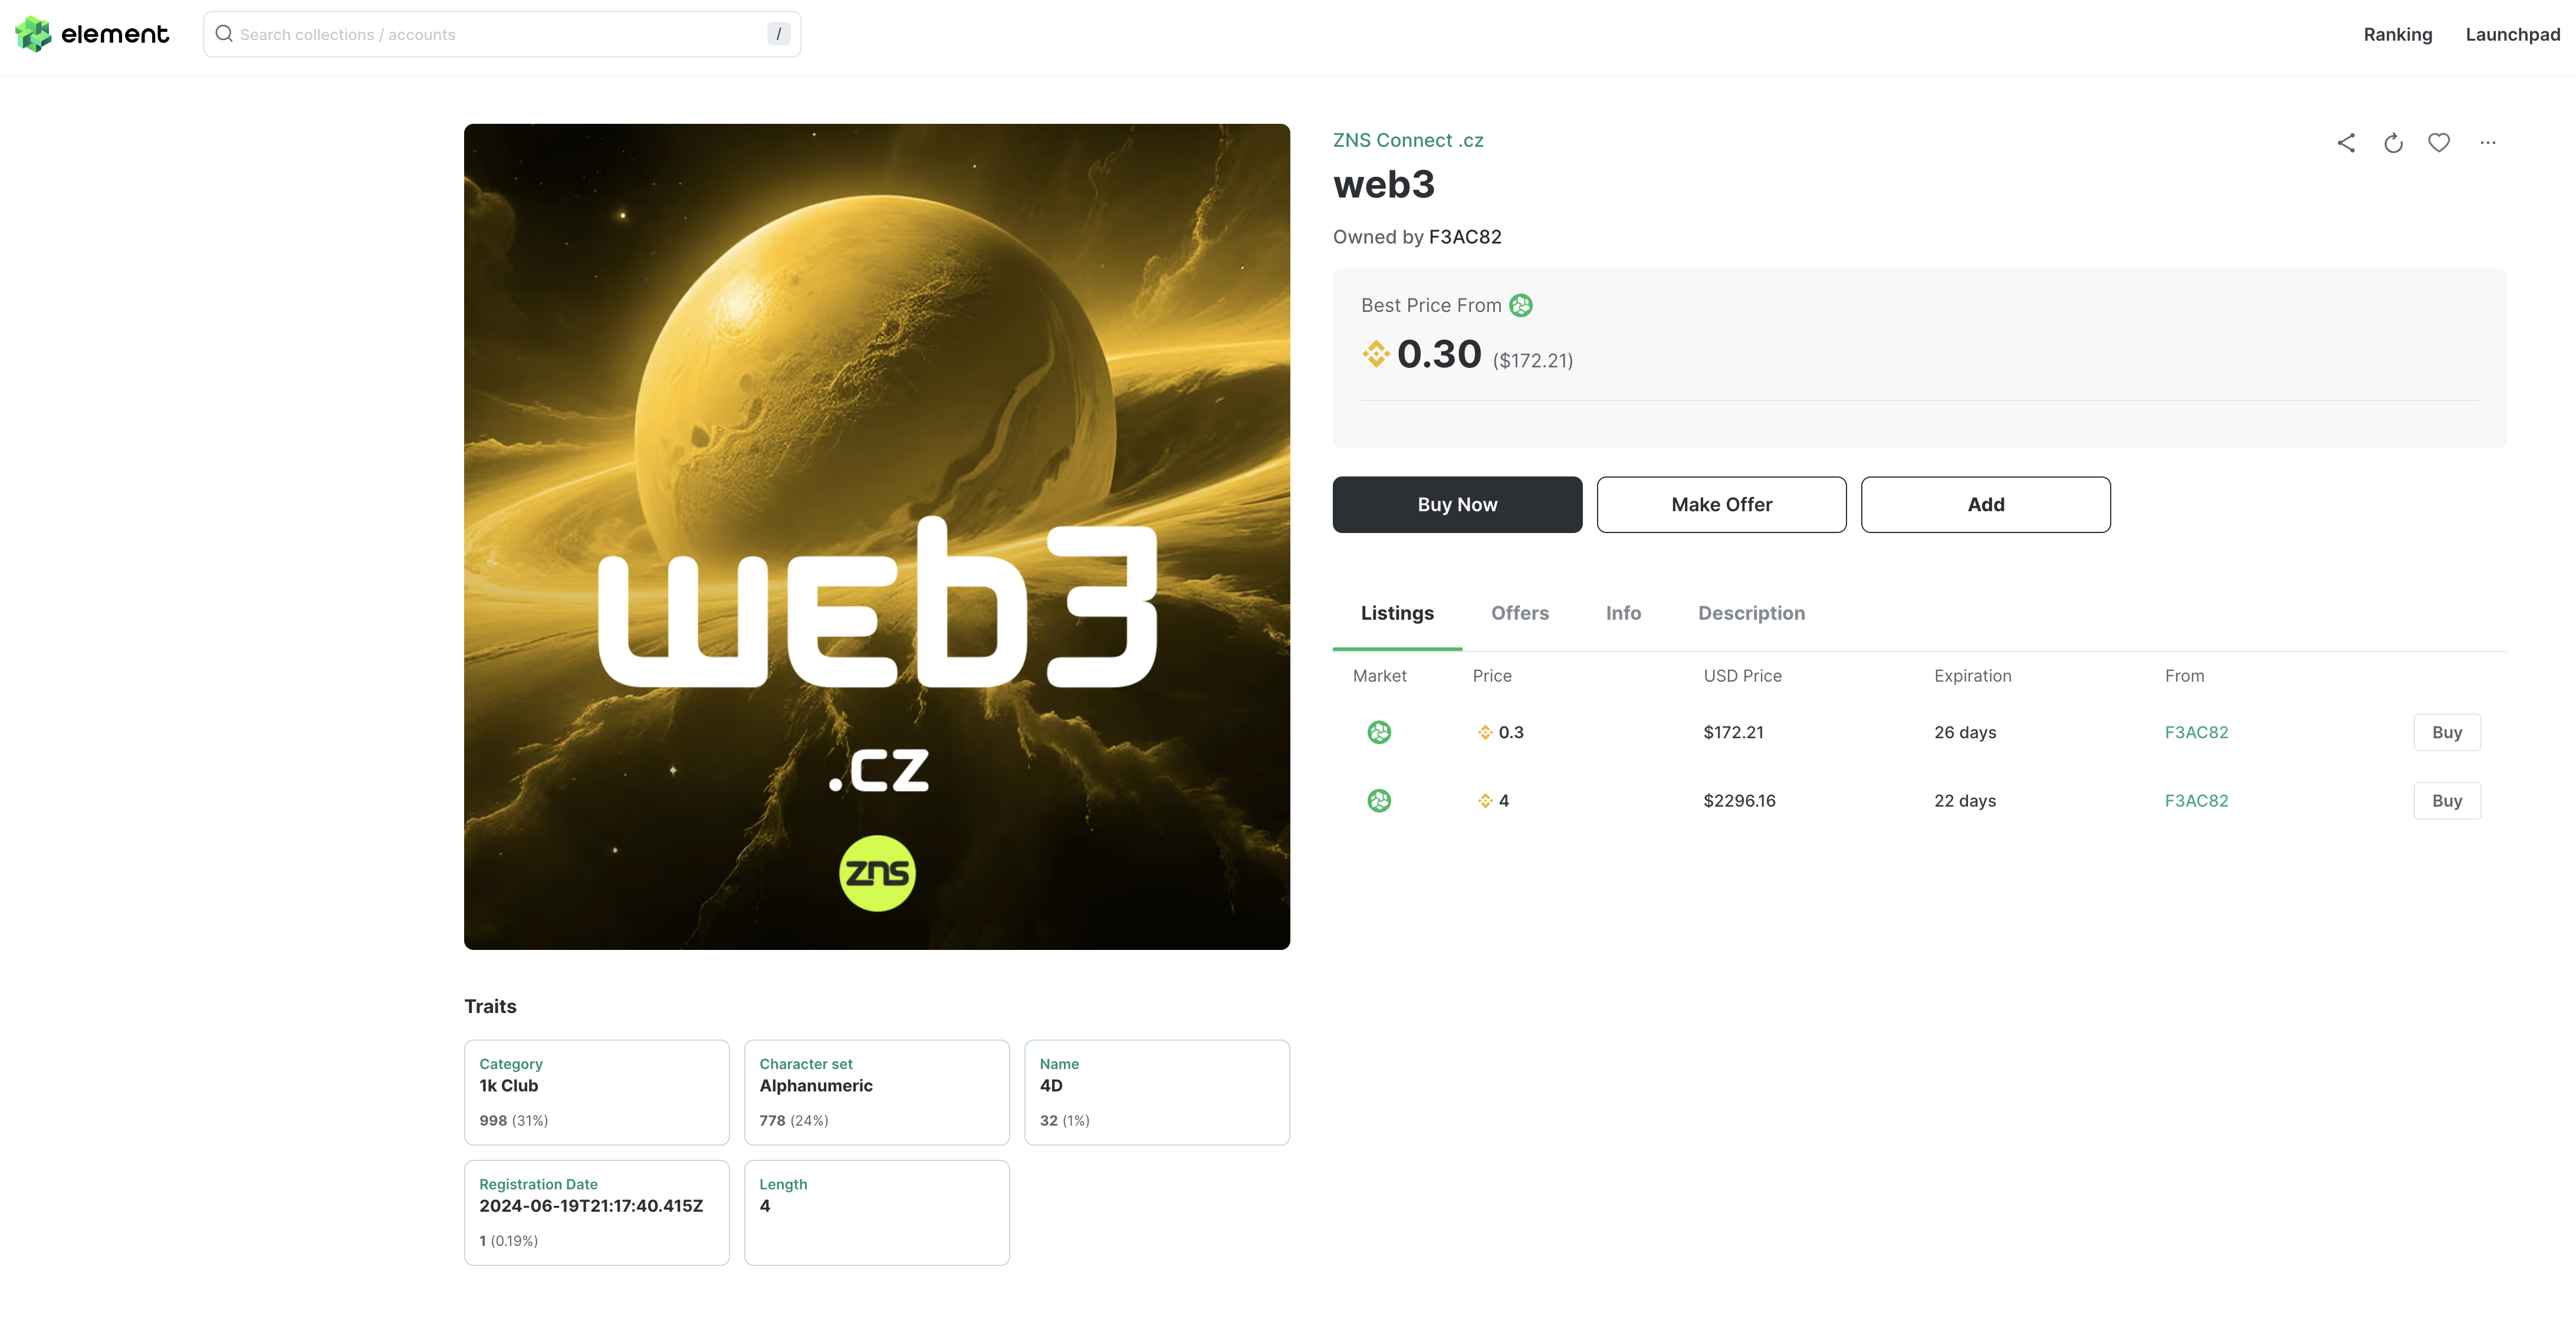 element
Search collections / accounts
/
Ranking
Launchpad
web3
.cz
zns
ZNS Connect .cz
web3
Owned by F3AC82
Best Price From
0.30 ($172.21)
Buy Now
Make Offer
Add
Listings
Offers
Info
Description
Market Price USD Price Expiration From
0.3 $172.21 26 days F3AC82 Buy
4 $2296.16 22 days F3AC82 Buy
Traits
Category
1k Club
998 (31%)
Character set
Alphanumeric
778 (24%)
Name
4D
32 (1%)
Registration Date
2024-06-19T21:17:40.415Z
1 (0.19%)
Length
4